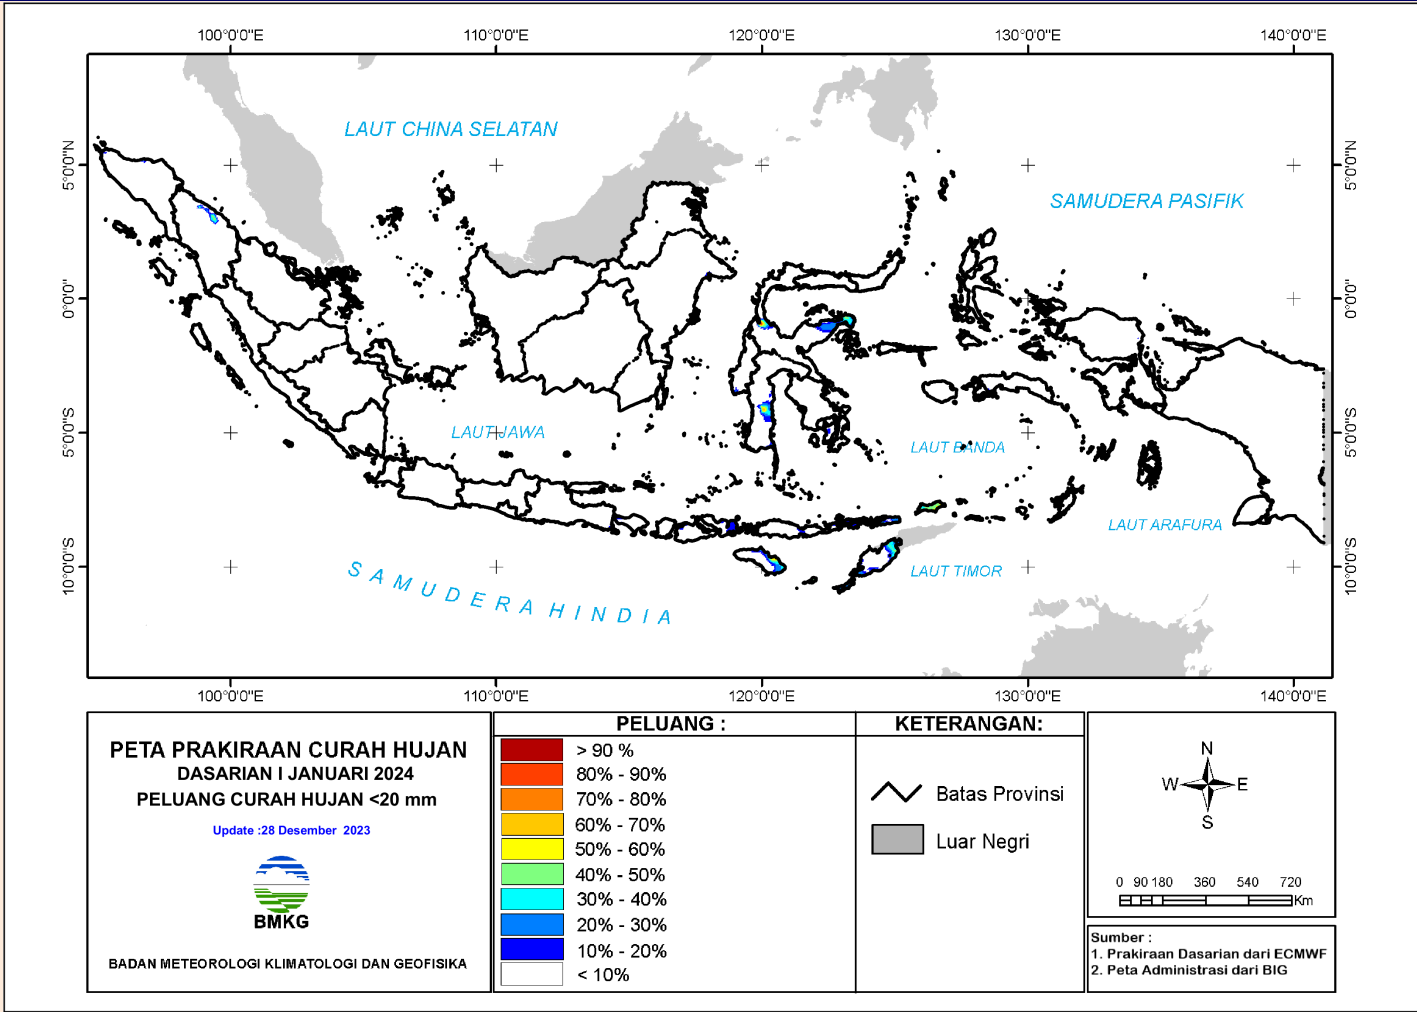 100°0'0"E 110°0'0"E 120°0'0"E 130°0'0"E 140°0'0"E
LAUT CHINA SELATAN
5°0'0"N 5°0'0"N
SAMUDERA PASIFIK
0°0'0" 0°0'0"
5°0'0"S 5°0'0"S
LAUT JAWA
LAUT BANDA
LAUT ARAFURA
10°0'0"S 10°0'0"S
LAUT TIMOR
SAMUDERA HINDIA
100°0'0"E 110°0'0"E 120°0'0"E 130°0'0"E 140°0'0"E
PETA PRAKIRAAN CURAH HUJAN
DASARIAN I JANUARI 2024
PELUANG CURAH HUJAN <20 mm
Update :28 Desember 2023
BMKG
BADAN METEOROLOGI KLIMATOLOGI DAN GEOFISIKA
PELUANG :
> 90 %
80% - 90%
70% - 80%
60% - 70%
50% - 60%
40% - 50%
30% - 40%
20% - 30%
10% - 20%
< 10%
KETERANGAN:
Batas Provinsi
Luar Negri
N
W E
S
0 90 180 360 540 720
Km
Sumber :
1. Prakiraan Dasarian dari ECMWF
2. Peta Administrasi dari BIG